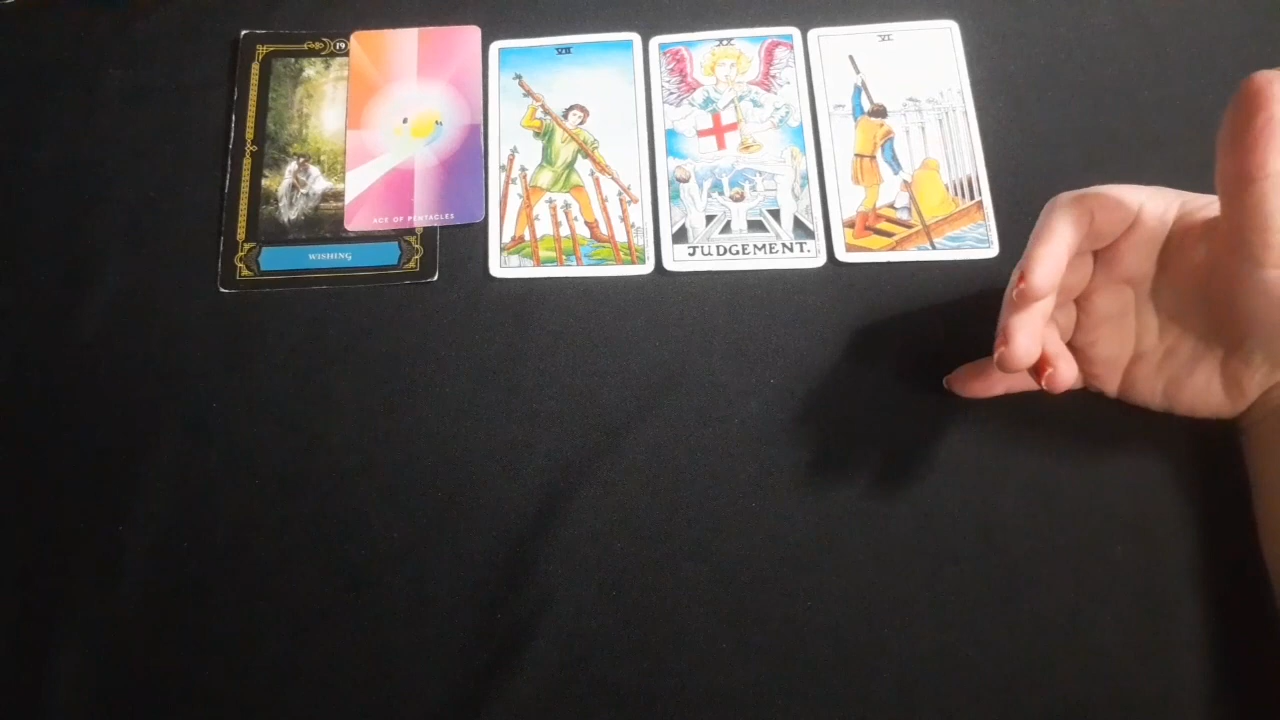 19
WISHING
ACE OF PENTACLES
VII
XX
JUDGEMENT.
VI